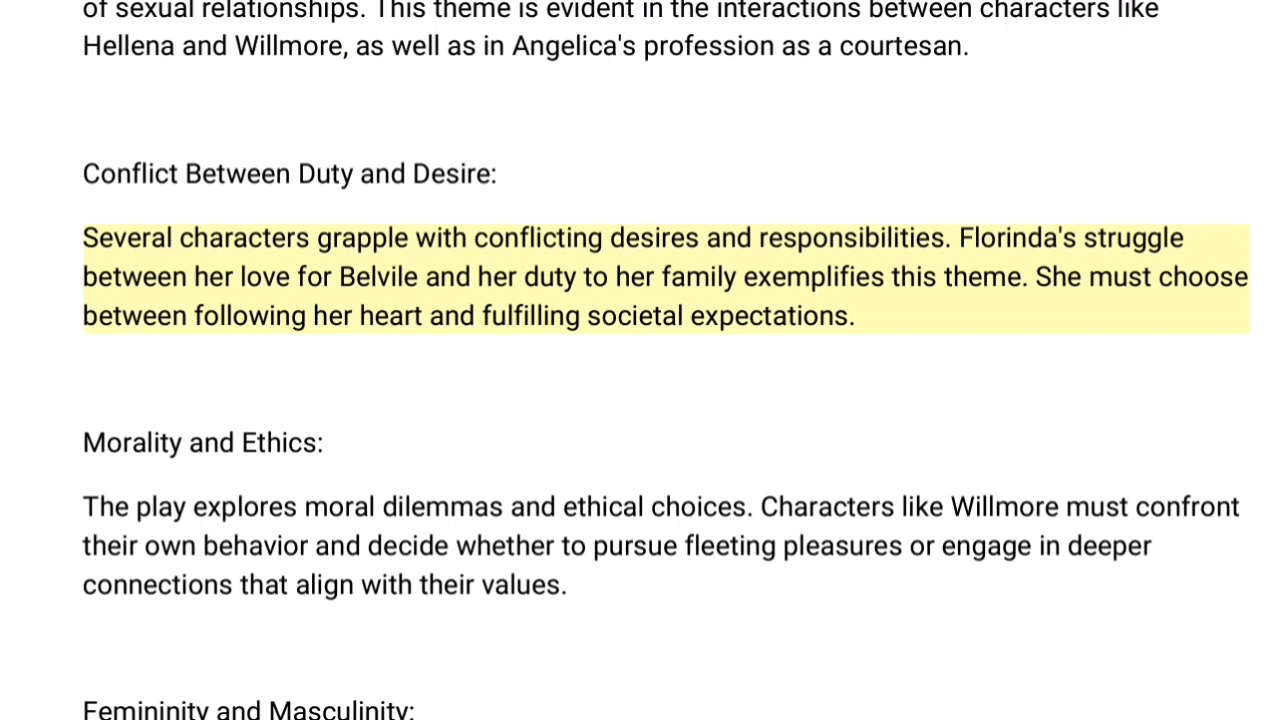 of sexual relationships. This theme is evident in the interactions between characters like
Hellena and Willmore, as well as in Angelica's profession as a courtesan.
Conflict Between Duty and Desire:
Several characters grapple with conflicting desires and responsibilities. Florinda's struggle
between her love for Belvile and her duty to her family exemplifies this theme. She must choose
between following her heart and fulfilling societal expectations.
Morality and Ethics:
The play explores moral dilemmas and ethical choices. Characters like Willmore must confront
their own behavior and decide whether to pursue fleeting pleasures or engage in deeper
connections that align with their values.
Femininity and Masculinity: